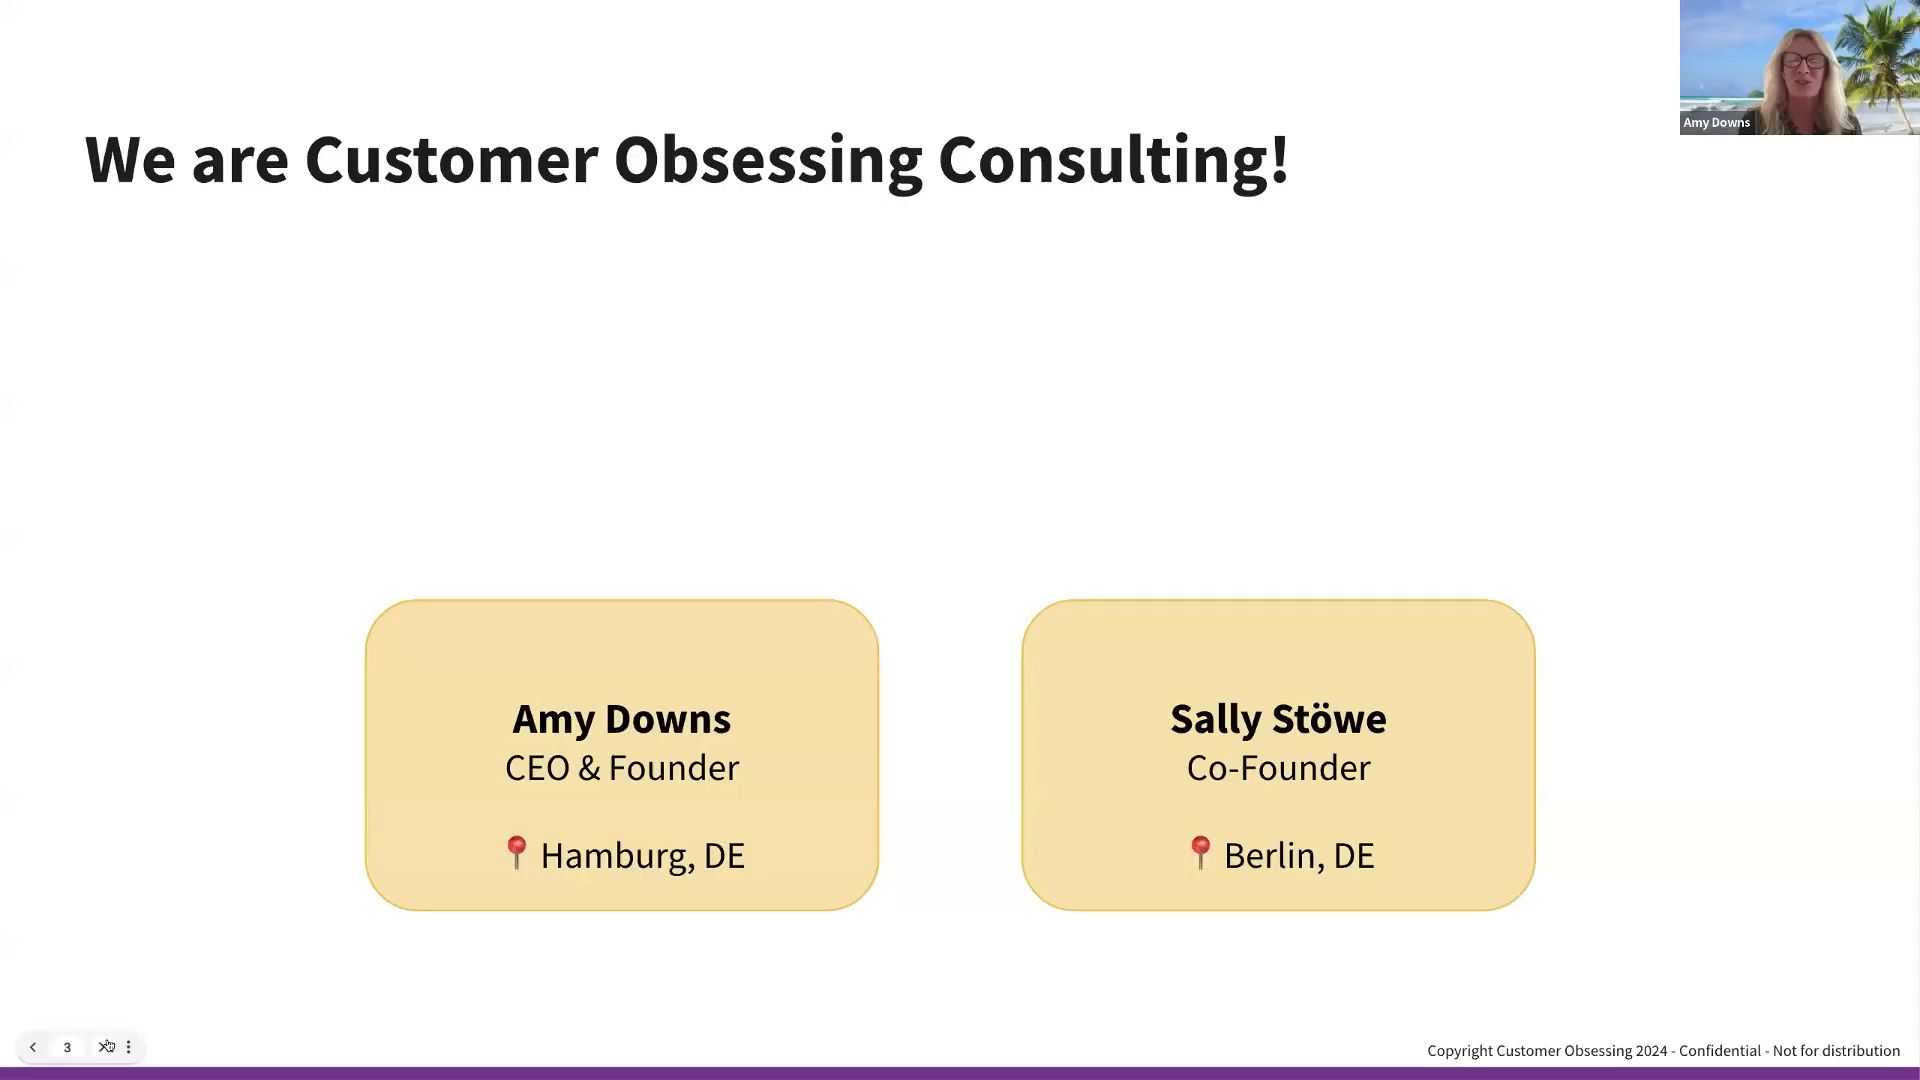 Amy Downs
We are Customer Obsessing Consulting!
Amy Downs
CEO & Founder
📍 Hamburg, DE
Sally Stöwe
Co-Founder
📍 Berlin, DE
3
Copyright Customer Obsessing 2024 - Confidential - Not for distribution